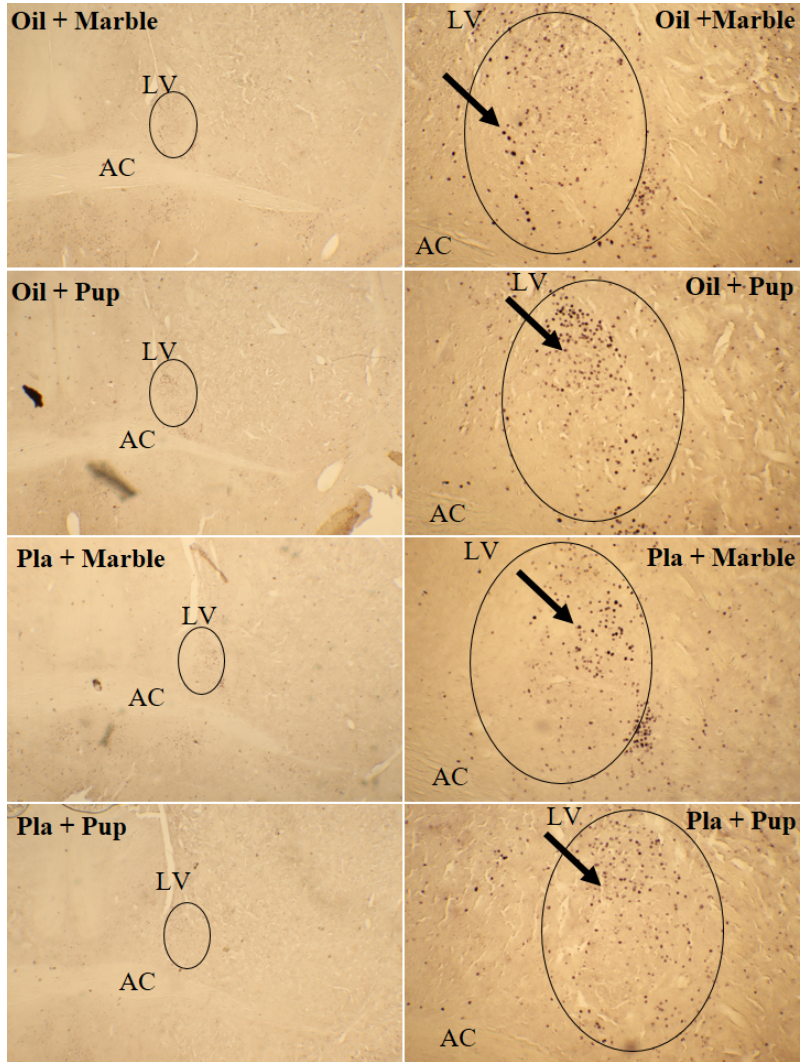 Oil + Marble
LV
AC
LV
Oil +Marble
AC
Oil + Pup
LV
AC
LV
Oil + Pup
AC
Pla + Marble
LV
AC
LV
Pla + Marble
AC
Pla + Pup
LV
AC
LV
Pla + Pup
AC